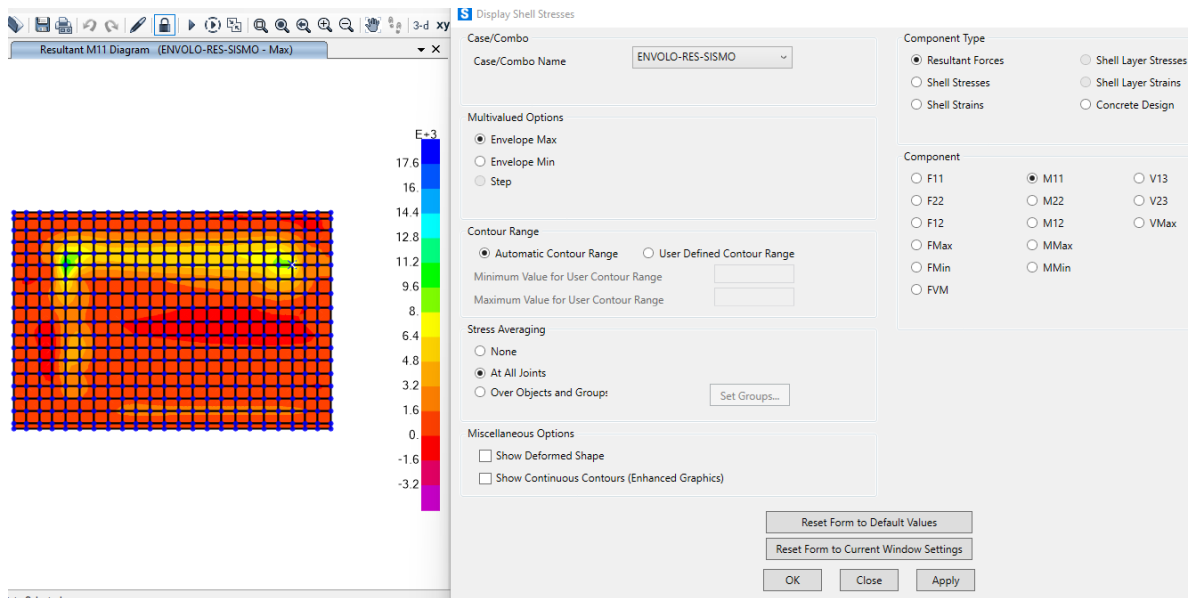 3-d xy
Resultant M11 Diagram (ENVOLO-RES-SISMO - Max)
E+3
17.6
16.
14.4
12.8
11.2
9.6
8.
6.4
4.8
3.2
1.6
0.
-1.6
-3.2
S Display Shell Stresses
Case/Combo
Case/Combo Name
ENVOLO-RES-SISMO
Multivalued Options
Envelope Max
Envelope Min
Step
Contour Range
Automatic Contour Range
User Defined Contour Range
Minimum Value for User Contour Range
Maximum Value for User Contour Range
Stress Averaging
None
At All Joints
Over Objects and Groups
Set Groups...
Miscellaneous Options
Show Deformed Shape
Show Continuous Contours (Enhanced Graphics)
Component Type
Resultant Forces
Shell Layer Stresses
Shell Stresses
Shell Layer Strains
Shell Strains
Concrete Design
Component
F11
M11
V13
F22
M22
V23
F12
M12
VMax
FMax
MMax
FMin
MMin
FVM
Reset Form to Default Values
Reset Form to Current Window Settings
OK
Close
Apply